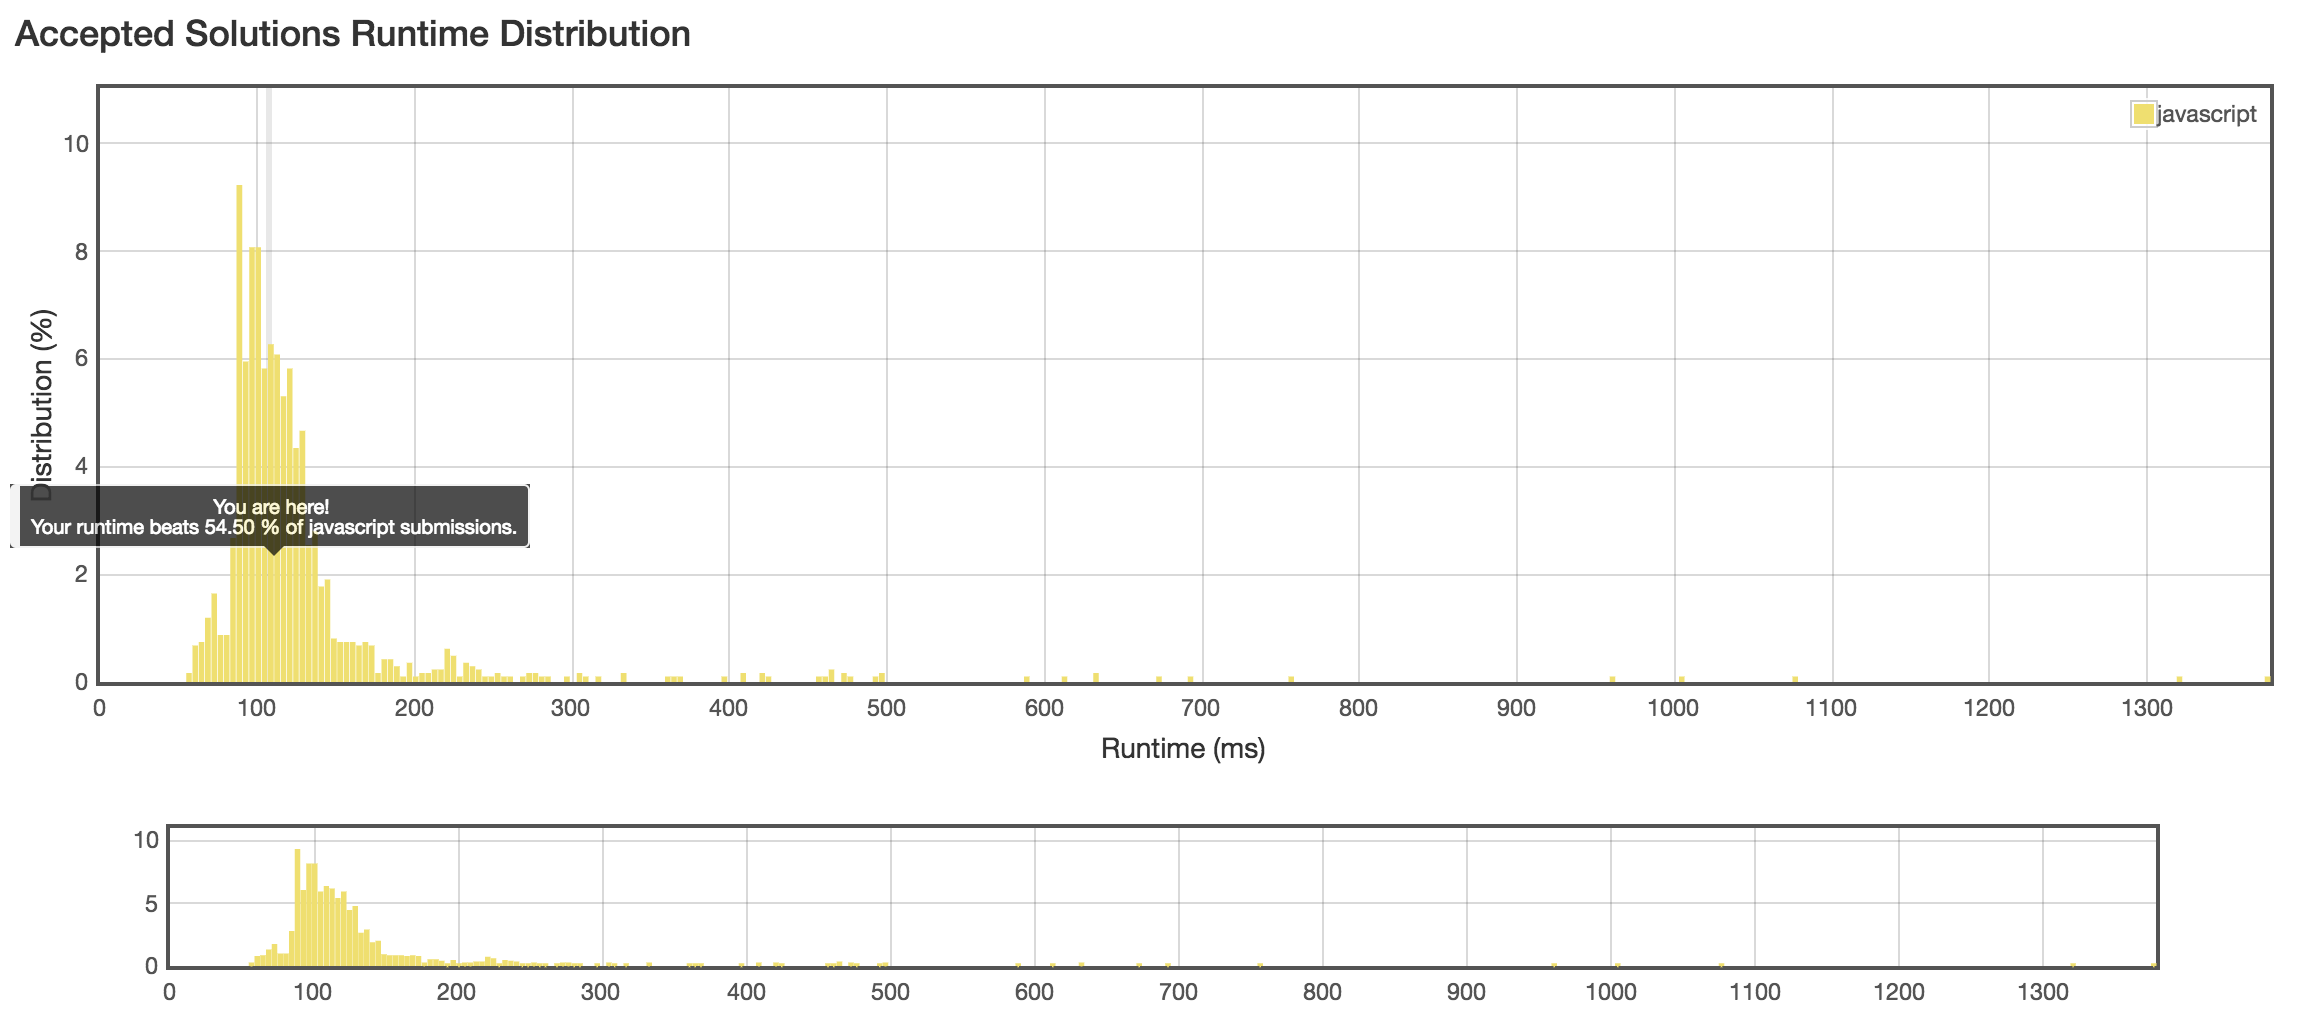 Accepted Solutions Runtime Distribution
javascript
Distribution (%)
10
8
6
4
2
0
You are here!
Your runtime beats 54.50 % of javascript submissions.
0 100 200 300 400 500 600 700 800 900 1000 1100 1200 1300
Runtime (ms)
10
5
0
0 100 200 300 400 500 600 700 800 900 1000 1100 1200 1300